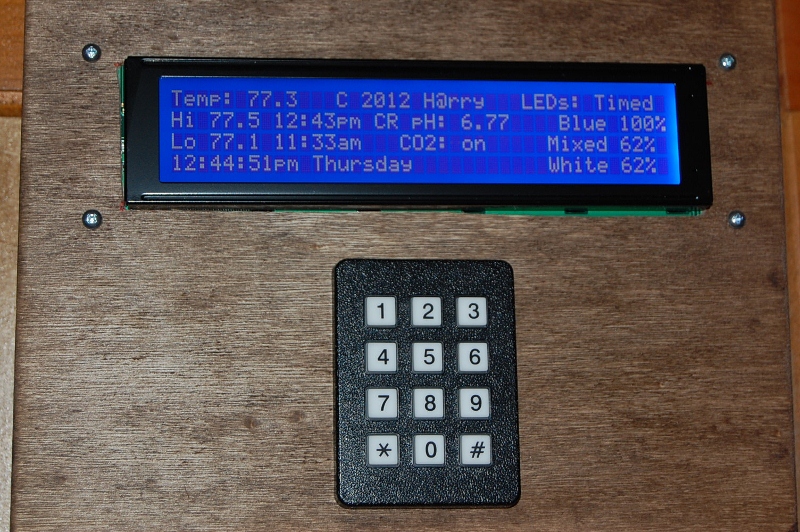 Temp: 77.3 C 2012 H@rry LEDs: Timed
Hi 77.5 12:43pm CR pH: 6.77 Blue 100%
Lo 77.1 11:33am CO2: on Mixed 62%
12:44:51pm Thursday White 62%
1 2 3
4 5 6
7 8 9
* 0 #